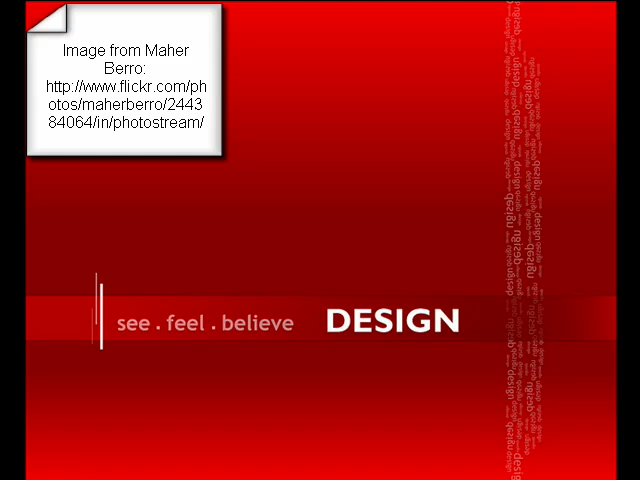 Image from Maher
Berro:
http://www.flickr.com/ph
otos/maherberro/2443
84064/in/photostream/
see . feel . believe DESIGN